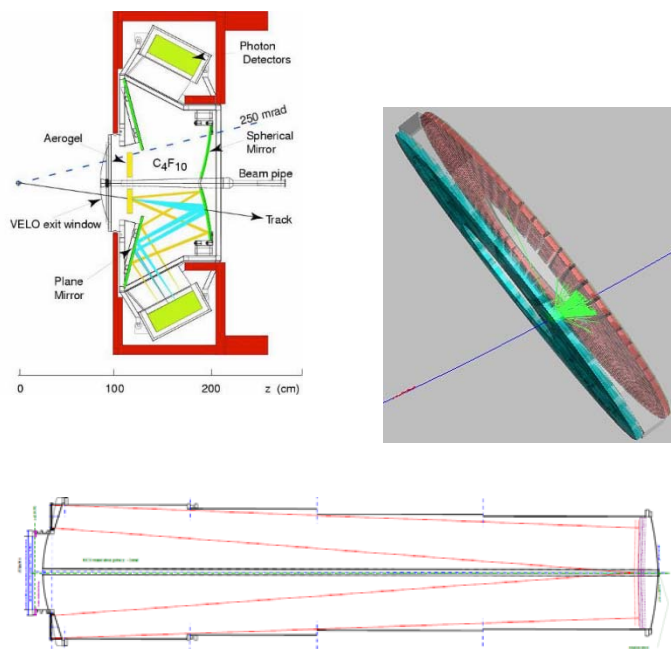 Photon
Detectors
250 mrad
Aerogel
Spherical
Mirror
C₄F₁₀
Beam pipe
VELO exit window
Track
Plane
Mirror
0
100
200
z (cm)